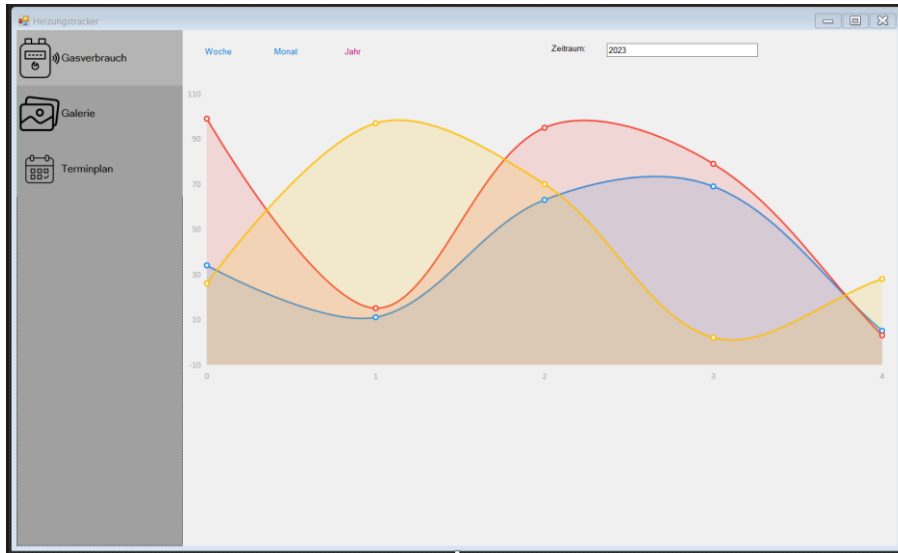 Heizungstracker
Gasverbrauch
Galerie
Terminplan
Woche Monat Jahr
Zeitraum: 2023
110
90
70
50
30
10
-10
0 1 2 3 4